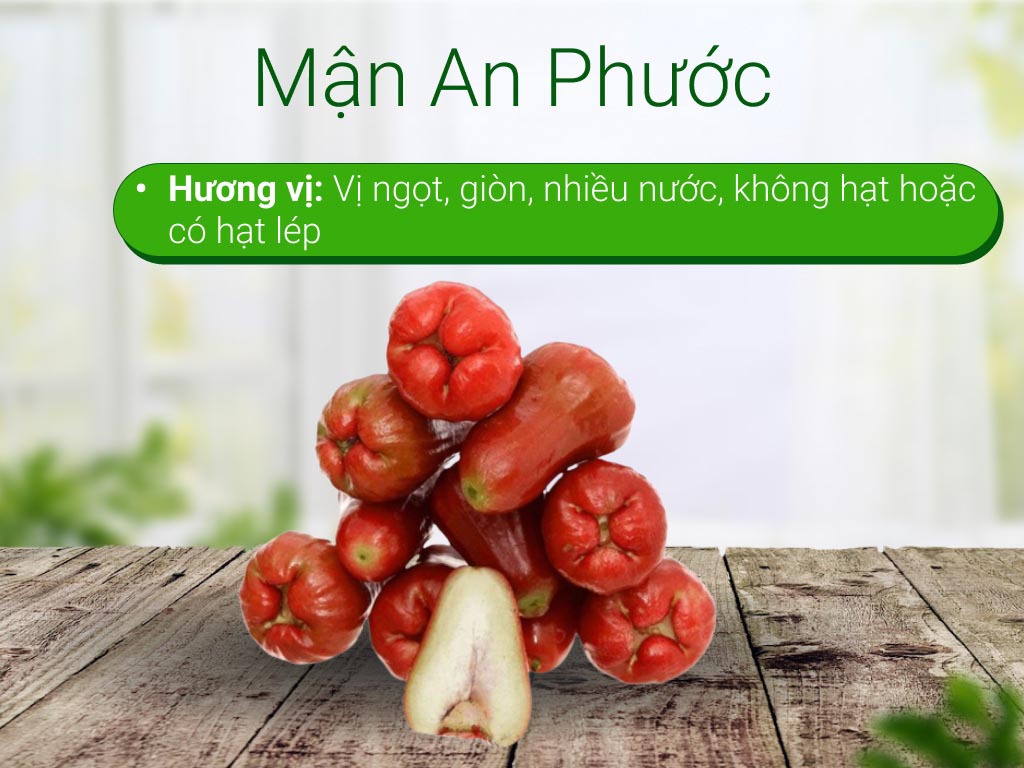 Mận An Phước
• Hương vị: Vị ngọt, giòn, nhiều nước, không hạt hoặc
có hạt lép